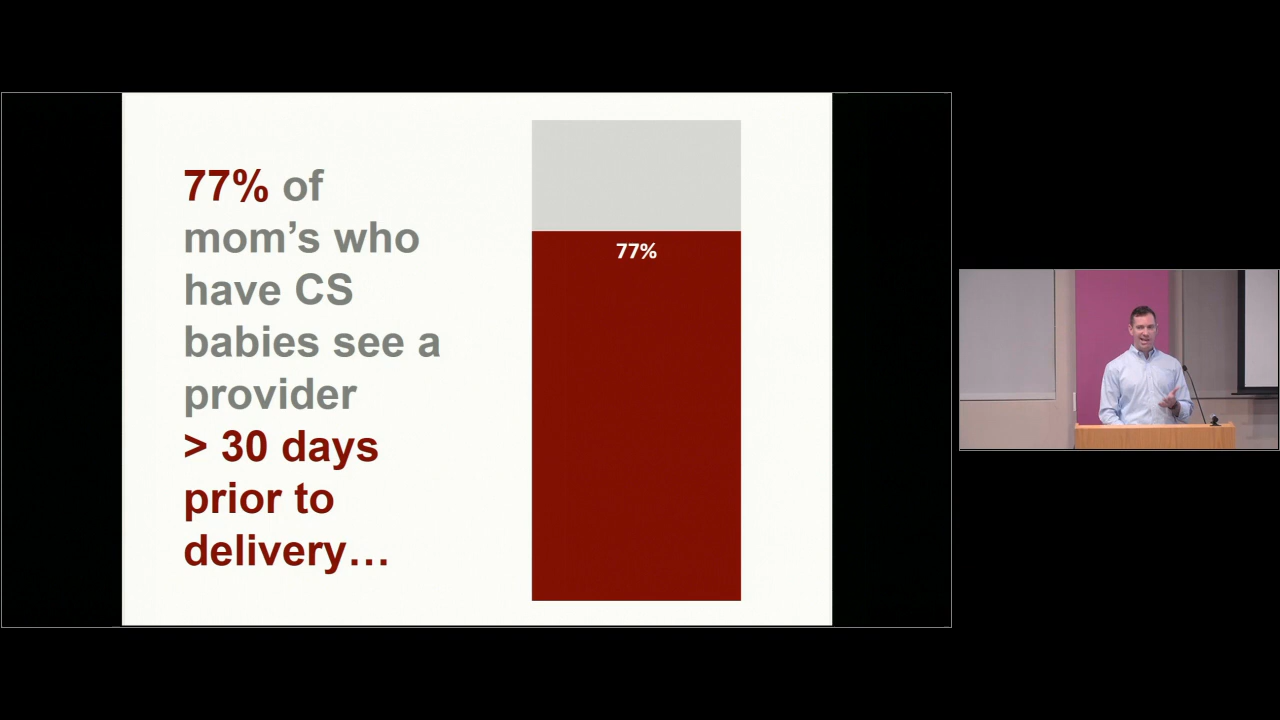 77% of
mom’s who
have CS
babies see a
provider
> 30 days
prior to
delivery…
77%